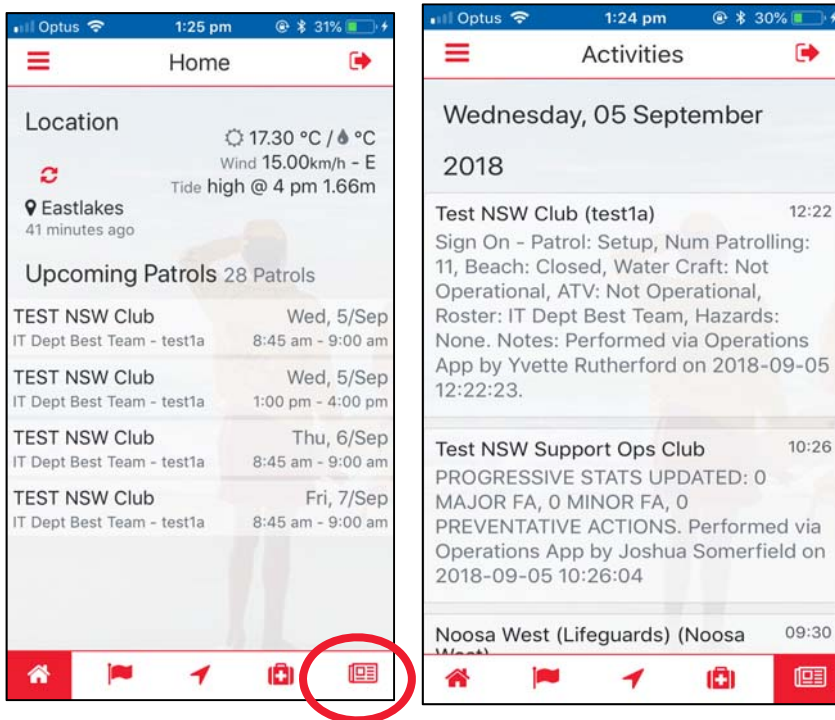 Optus 1:25 pm 31%
Home
Location
17.30 °C / °C
Wind 15.00km/h - E
Tide high @ 4 pm 1.66m
Eastlakes
41 minutes ago
Upcoming Patrols 28 Patrols
TEST NSW Club Wed, 5/Sep
IT Dept Best Team - test1a 8:45 am - 9:00 am
TEST NSW Club Wed, 5/Sep
IT Dept Best Team - test1a 1:00 pm - 4:00 pm
TEST NSW Club Thu, 6/Sep
IT Dept Best Team - test1a 8:45 am - 9:00 am
TEST NSW Club Fri, 7/Sep
IT Dept Best Team - test1a 8:45 am - 9:00 am
Optus 1:24 pm 30%
Activities
Wednesday, 05 September
2018
Test NSW Club (test1a) 12:22
Sign On - Patrol: Setup, Num Patrolling:
11, Beach: Closed, Water Craft: Not
Operational, ATV: Not Operational,
Roster: IT Dept Best Team, Hazards:
None. Notes: Performed via Operations
App by Yvette Rutherford on 2018-09-05
12:22:23.
Test NSW Support Ops Club 10:26
PROGRESSIVE STATS UPDATED: 0
MAJOR FA, 0 MINOR FA, 0
PREVENTATIVE ACTIONS. Performed via
Operations App by Joshua Somerfield on
2018-09-05 10:26:04
Noosa West (Lifeguards) (Noosa 09:30
West)